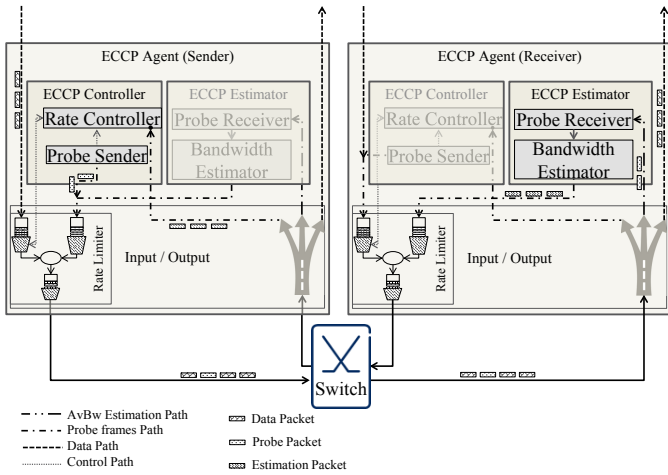 ECCP Agent (Sender)
ECCP Controller
Rate Controller
Probe Sender
ECCP Estimator
Probe Receiver
Bandwidth
Estimator
Rate Limiter
Input / Output
ECCP Agent (Receiver)
ECCP Controller
Rate Controller
Probe Sender
ECCP Estimator
Probe Receiver
Bandwidth
Estimator
Rate Limiter
Input / Output
Switch
AvBw Estimation Path
Probe frames Path
Data Path
Control Path
Data Packet
Probe Packet
Estimation Packet